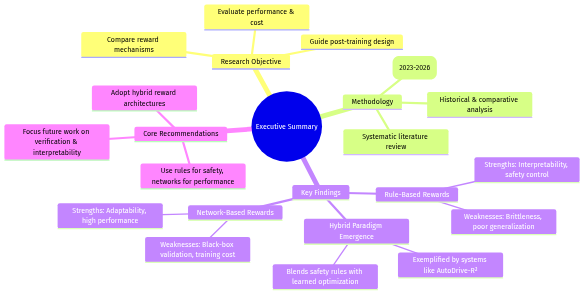 Evaluate performance &
cost
Compare reward
mechanisms
Guide post-training design
Research Objective
2023-2026
Adopt hybrid reward
architectures
Methodology
Historical & comparative
analysis
Executive Summary
Focus future work on
verification &
interpretability
Core Recommendations
Systematic literature
review
Use rules for safety,
networks for performance
Strengths: Interpretability,
safety control
Key Findings
Rule-Based Rewards
Strengths: Adaptability,
high performance
Network-Based Rewards
Weaknesses: Brittleness,
poor generalization
Hybrid Paradigm
Emergence
Weaknesses: Black-box
validation, training cost
Exemplified by systems
like AutoDrive-R²
Blends safety rules with
learned optimization